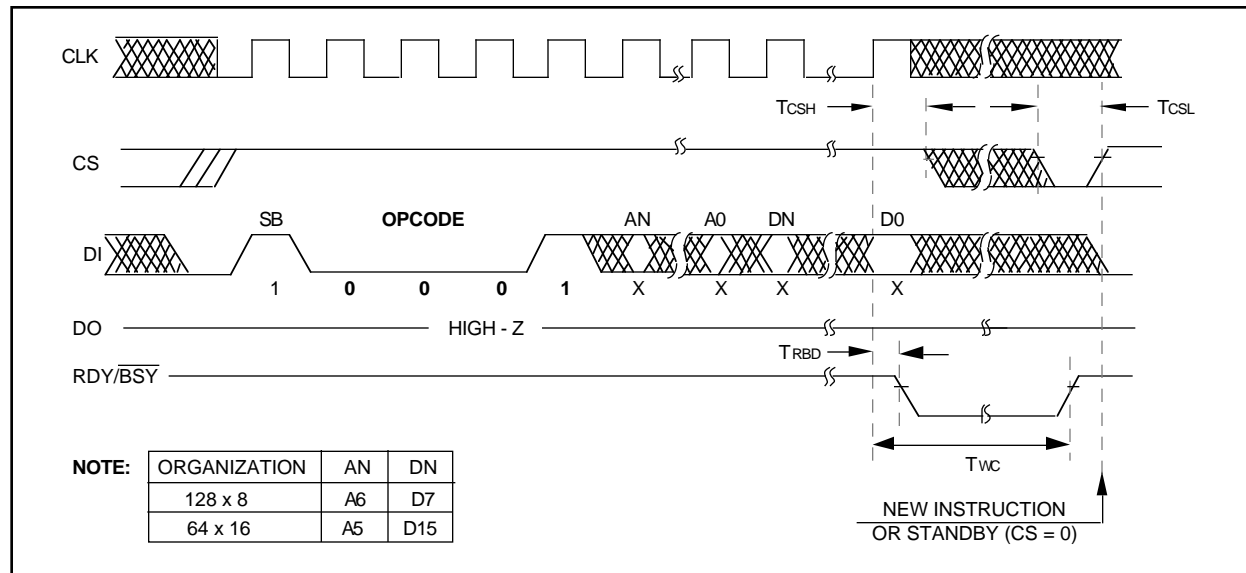 CLK
TCSH
TCSL
CS
SB OPCODE AN A0 DN D0
DI
1 0 0 0 1 X X X X
DO HIGH - Z
TRBD
RDY/BSY
TWC
NOTE: ORGANIZATION AN DN
128 x 8 A6 D7
64 x 16 A5 D15
NEW INSTRUCTION
OR STANDBY (CS = 0)